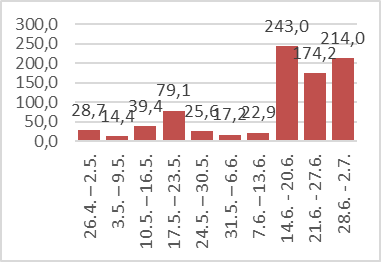 300,0
250,0
200,0
150,0
100,0
50,0
0,0
28,7
14,4
39,4
79,1
25,6
17,2
22,9
243,0
174,2
214,0
26.4. – 2.5.
3.5. – 9.5.
10.5. – 16.5.
17.5. – 23.5.
24.5. – 30.5.
31.5. – 6.6.
7.6. – 13.6.
14.6. - 20.6.
21.6. - 27.6.
28.6. - 2.7.